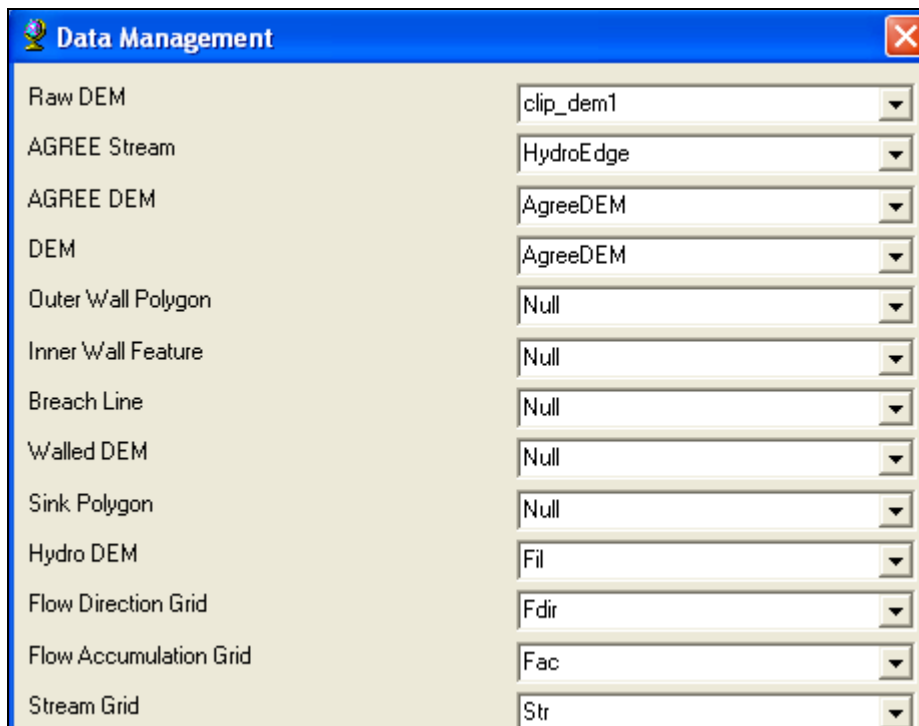 Data Management
Raw DEM clip_dem1
AGREE Stream HydroEdge
AGREE DEM AgreeDEM
DEM AgreeDEM
Outer Wall Polygon Null
Inner Wall Feature Null
Breach Line Null
Walled DEM Null
Sink Polygon Null
Hydro DEM Fil
Flow Direction Grid Fdir
Flow Accumulation Grid Fac
Stream Grid Str